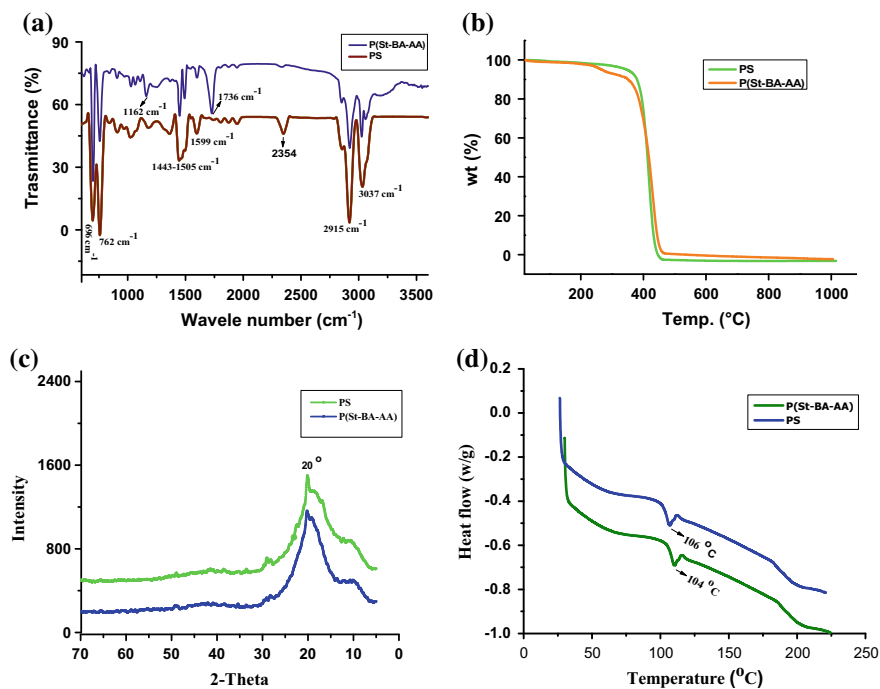 (a)
P(St-BA-AA)
PS
90
75
60
45
30
15
0
1162 cm⁻¹
1736 cm⁻¹
1443-1505 cm⁻¹
1599 cm⁻¹
2354
3037 cm⁻¹
2915 cm⁻¹
696 cm⁻¹
762 cm⁻¹
Trasmittance (%)
1000 1500 2000 2500 3000 3500
Wavele number (cm⁻¹)
(b)
PS
P(St-BA-AA)
100
80
60
40
20
0
wt (%)
200 400 600 800 1000
Temp. (°C)
(c)
PS
P(St-BA-AA)
2400
1600
800
0
20 °
Intensity
70 60 50 40 30 20 10 0
2-Theta
(d)
P(St-BA-AA)
PS
0.2
0.0
-0.2
-0.4
-0.6
-0.8
-1.0
106 °C
104 °C
Heat flow (w/g)
0 50 100 150 200 250
Temperature (⁰C)